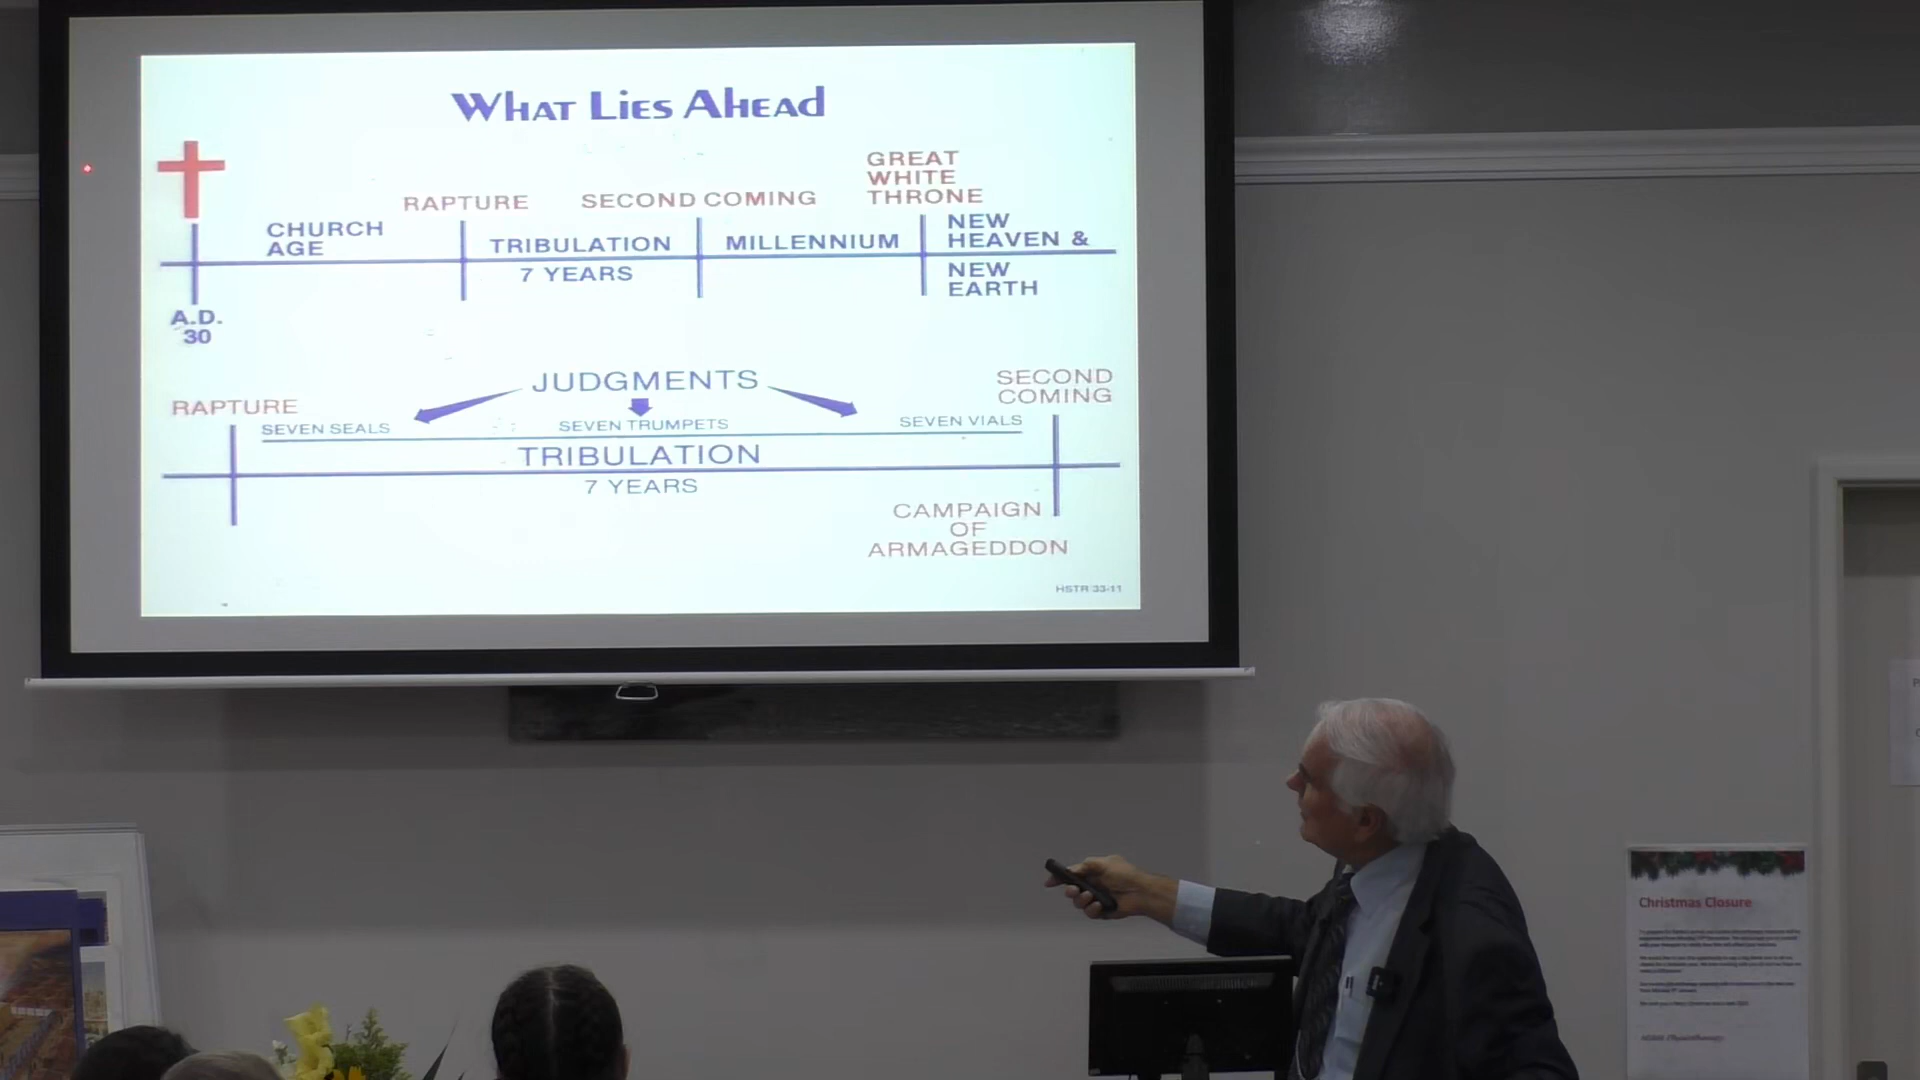 What Lies Ahead
GREAT
WHITE
THRONE
RAPTURE
SECOND COMING
CHURCH
AGE
TRIBULATION
MILLENNIUM
NEW
HEAVEN &
7 YEARS
NEW
EARTH
A.D.
30
JUDGMENTS
SECOND
COMING
RAPTURE
SEVEN SEALS
SEVEN TRUMPETS
SEVEN VIALS
TRIBULATION
7 YEARS
CAMPAIGN
OF
ARMAGEDDON
HSTR 33-11
Christmas Closure